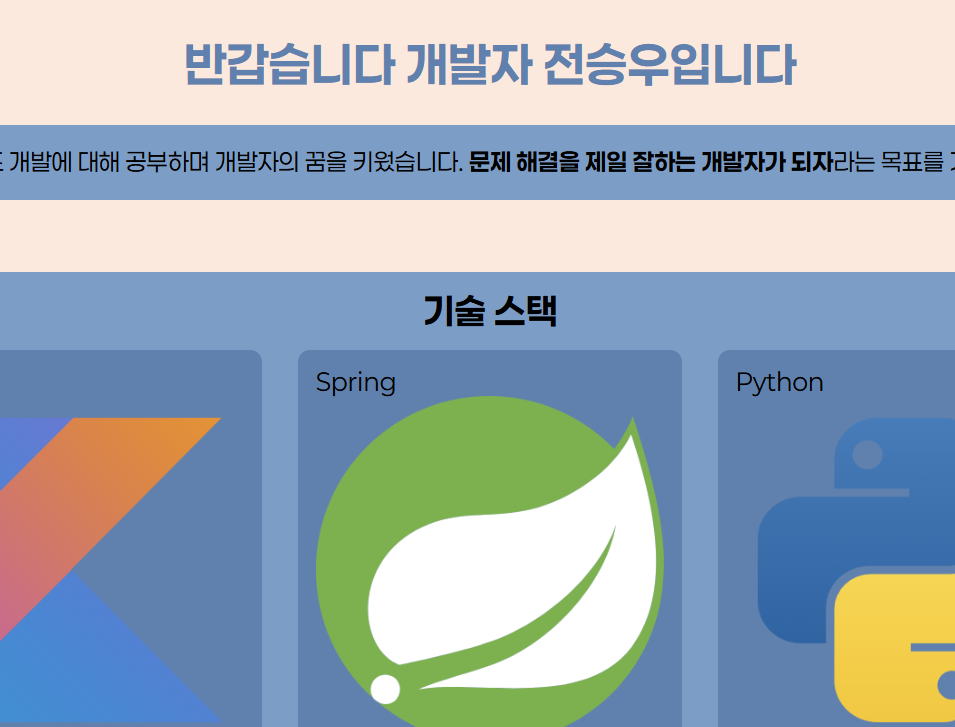 반갑습니다 개발자 전승우입니다
개발에 대해 공부하며 개발자의 꿈을 키웠습니다. 문제 해결을 제일 잘하는 개발자가 되자라는 목표를
기술 스택
Spring
Python